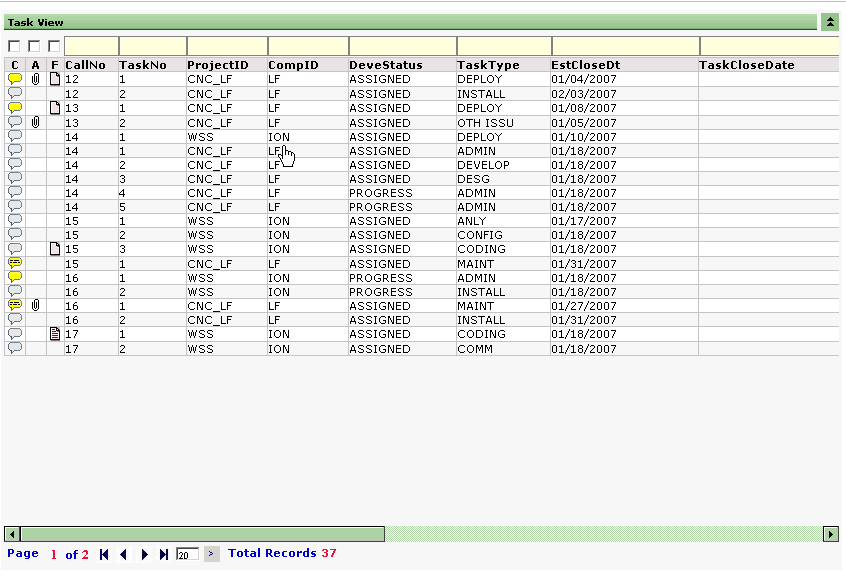 Task View
C A F CallNo TaskNo ProjectID CompID DeveStatus TaskType EstCloseDt TaskCloseDate
12 1 CNC_LF LF ASSIGNED DEPLOY 01/04/2007
12 2 CNC_LF LF ASSIGNED INSTALL 02/03/2007
13 1 CNC_LF LF ASSIGNED DEPLOY 01/08/2007
13 2 CNC_LF LF ASSIGNED OTH ISSU 01/05/2007
14 1 WSS ION ASSIGNED DEPLOY 01/10/2007
14 1 CNC_LF LF ASSIGNED ADMIN 01/18/2007
14 2 CNC_LF LF ASSIGNED DEVELOP 01/18/2007
14 3 CNC_LF LF ASSIGNED DESG 01/18/2007
14 4 CNC_LF LF PROGRESS ADMIN 01/18/2007
14 5 CNC_LF LF PROGRESS ADMIN 01/18/2007
15 1 WSS ION ASSIGNED ANLY 01/17/2007
15 2 WSS ION ASSIGNED CONFIG 01/18/2007
15 3 WSS ION ASSIGNED CODING 01/18/2007
15 1 CNC_LF LF ASSIGNED MAINT 01/31/2007
16 1 WSS ION PROGRESS ADMIN 01/18/2007
16 2 WSS ION PROGRESS INSTALL 01/18/2007
16 1 CNC_LF LF ASSIGNED MAINT 01/27/2007
16 2 CNC_LF LF ASSIGNED INSTALL 01/31/2007
17 1 WSS ION ASSIGNED CODING 01/18/2007
17 2 WSS ION ASSIGNED COMM 01/18/2007
Page 1 of 2 20 > Total Records 37